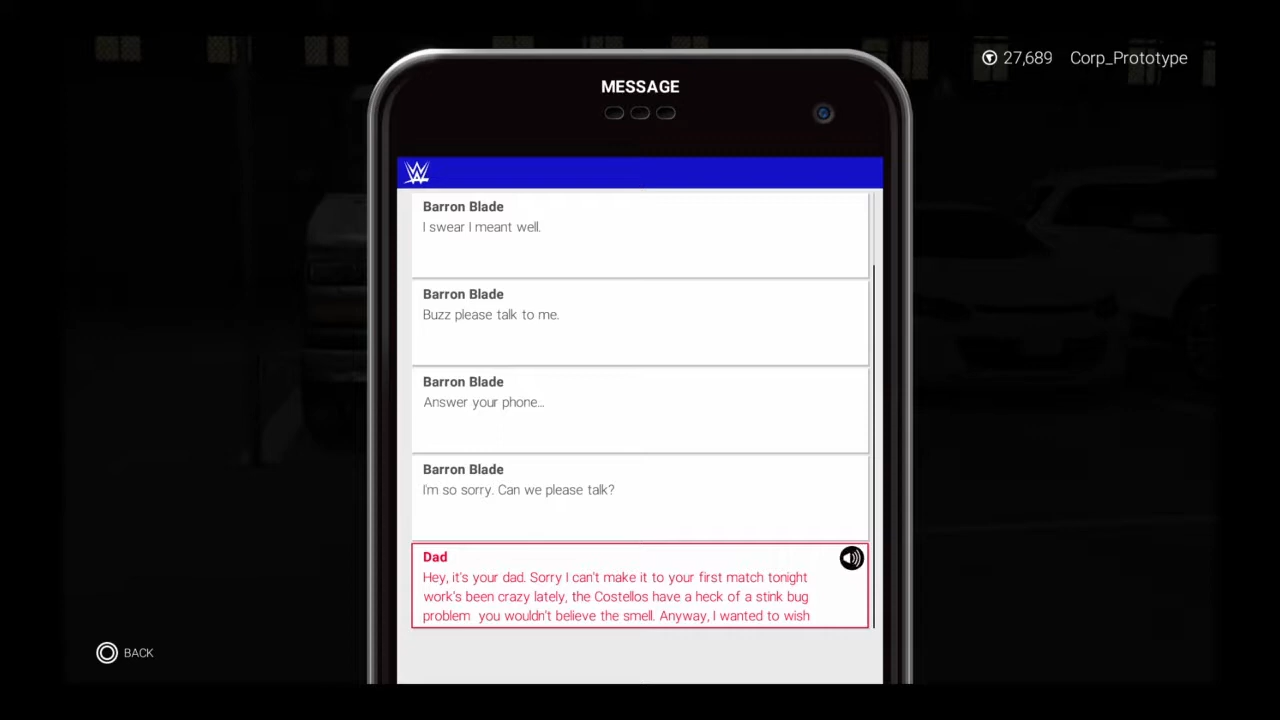 MESSAGE
27,689 Corp_Prototype
W
Barron Blade
I swear I meant well.
Barron Blade
Buzz please talk to me.
Barron Blade
Answer your phone...
Barron Blade
I'm so sorry. Can we please talk?
Dad
Hey, it's your dad. Sorry I can't make it to your first match tonight
work's been crazy lately, the Costellos have a heck of a stink bug
problem  you wouldn't believe the smell. Anyway, I wanted to wish
BACK